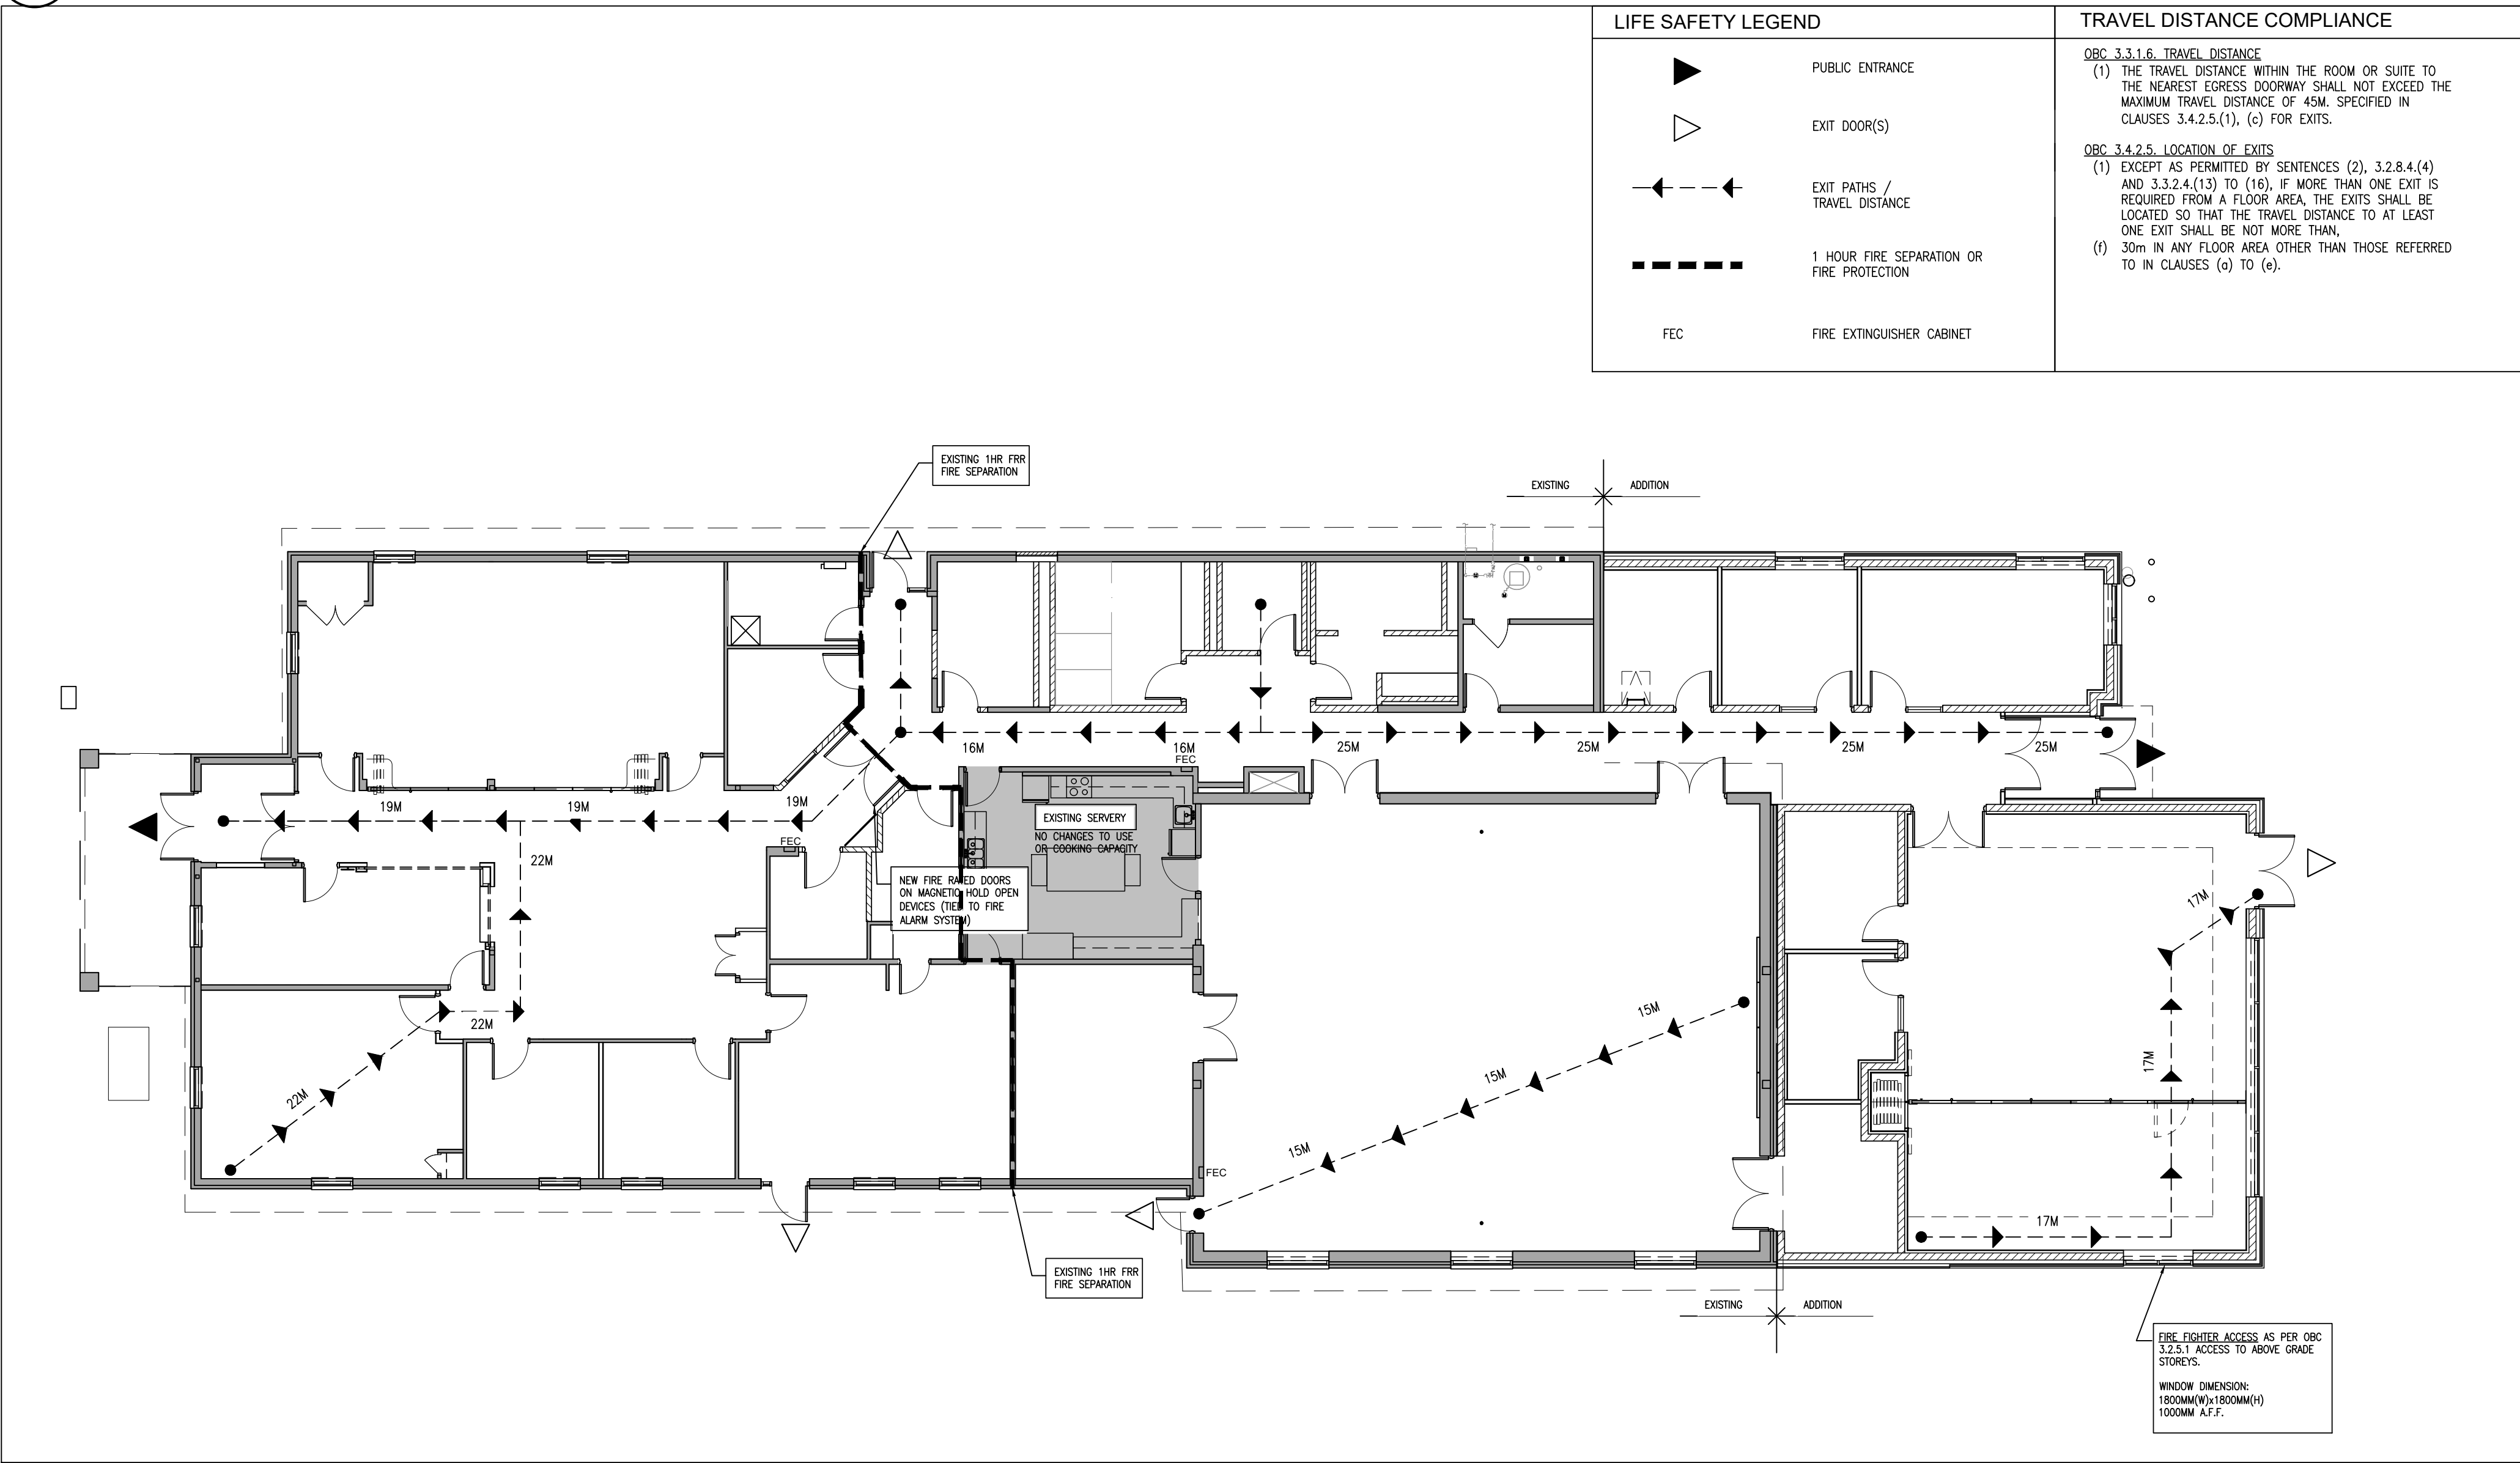 LIFE SAFETY LEGEND
PUBLIC ENTRANCE
EXIT DOOR(S)
EXIT PATHS /
TRAVEL DISTANCE
1 HOUR FIRE SEPARATION OR
FIRE PROTECTION
FEC
FIRE EXTINGUISHER CABINET
TRAVEL DISTANCE COMPLIANCE
OBC 3.3.1.6. TRAVEL DISTANCE
(1) THE TRAVEL DISTANCE WITHIN THE ROOM OR SUITE TO
THE NEAREST EGRESS DOORWAY SHALL NOT EXCEED THE
MAXIMUM TRAVEL DISTANCE OF 45M. SPECIFIED IN
CLAUSES 3.4.2.5.(1), (c) FOR EXITS.
OBC 3.4.2.5. LOCATION OF EXITS
(1) EXCEPT AS PERMITTED BY SENTENCES (2), 3.2.8.4.(4)
AND 3.3.2.4.(13) TO (16), IF MORE THAN ONE EXIT IS
REQUIRED FROM A FLOOR AREA, THE EXITS SHALL BE
LOCATED SO THAT THE TRAVEL DISTANCE TO AT LEAST
ONE EXIT SHALL BE NOT MORE THAN,
(f) 30m IN ANY FLOOR AREA OTHER THAN THOSE REFERRED
TO IN CLAUSES (a) TO (e).
EXISTING 1HR FRR
FIRE SEPARATION
EXISTING
ADDITION
16M
16M
FEC
25M
25M
25M
25M
19M
19M
19M
FEC
22M
22M
22M
EXISTING SERVERY
NO CHANGES TO USE
OR COOKING CAPACITY
NEW FIRE RATED DOORS
ON MAGNETIC HOLD OPEN
DEVICES (TIED TO FIRE
ALARM SYSTEM)
15M
15M
15M
FEC
17M
17M
17M
EXISTING 1HR FRR
FIRE SEPARATION
EXISTING
ADDITION
FIRE FIGHTER ACCESS AS PER OBC
3.2.5.1 ACCESS TO ABOVE GRADE
STOREYS.
WINDOW DIMENSION:
1800MM(W)x1800MM(H)
1000MM A.F.F.